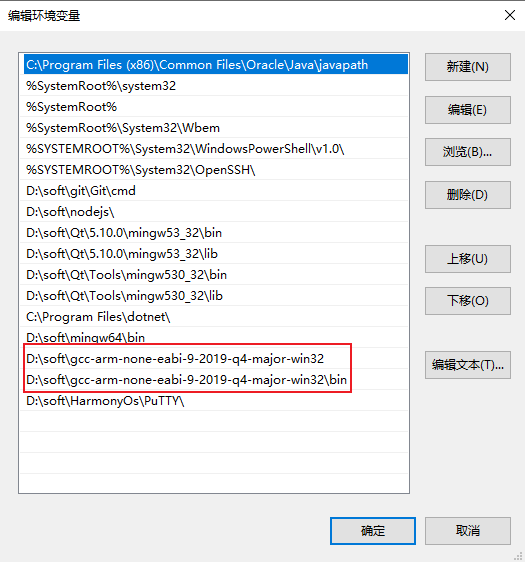 编辑环境变量
C:\Program Files (x86)\Common Files\Oracle\Java\javapath
%SystemRoot%\system32
%SystemRoot%
%SystemRoot%\System32\Wbem
%SYSTEMROOT%\System32\WindowsPowerShell\v1.0\
%SYSTEMROOT%\System32\OpenSSH\
D:\soft\git\Git\cmd
D:\soft\nodejs\
D:\soft\Qt\5.10.0\mingw53_32\bin
D:\soft\Qt\5.10.0\mingw53_32\lib
D:\soft\Qt\Tools\mingw530_32\bin
D:\soft\Qt\Tools\mingw530_32\lib
C:\Program Files\dotnet\
D:\soft\mingw64\bin
D:\soft\gcc-arm-none-eabi-9-2019-q4-major-win32
D:\soft\gcc-arm-none-eabi-9-2019-q4-major-win32\bin
D:\soft\HarmonyOs\PuTTY\
新建(N)
编辑(E)
浏览(B)...
删除(D)
上移(U)
下移(O)
编辑文本(T)...
确定
取消